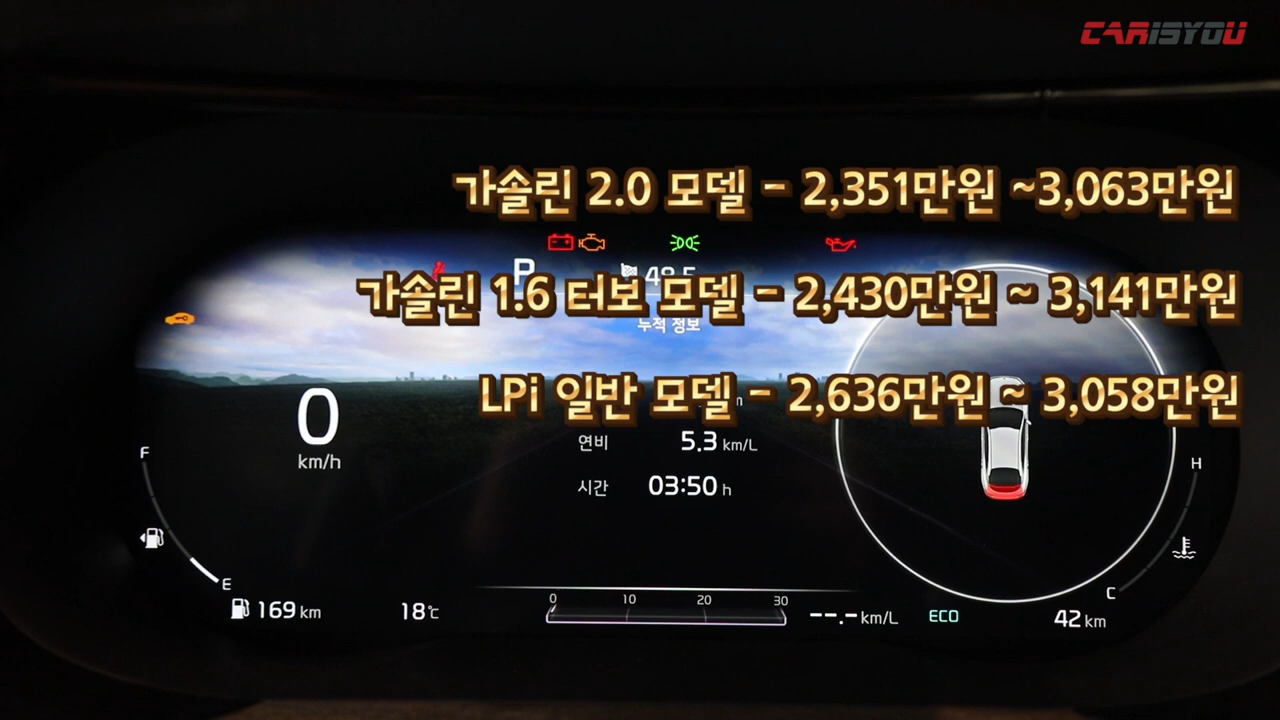 CARISYOU
가솔린 2.0 모델 - 2,351만원 ~3,063만원
P 48.5
가솔린 1.6 터보 모델 - 2,430만원 ~ 3,141만원
누적 정보
LPi 일반 모델 - 2,636만원 ~ 3,058만원
0
km/h
연비 5.3 km/L
시간 03:50 h
F
E
H
C
169 km
18℃
0 10 20 30
--.- km/L
ECO
42 km